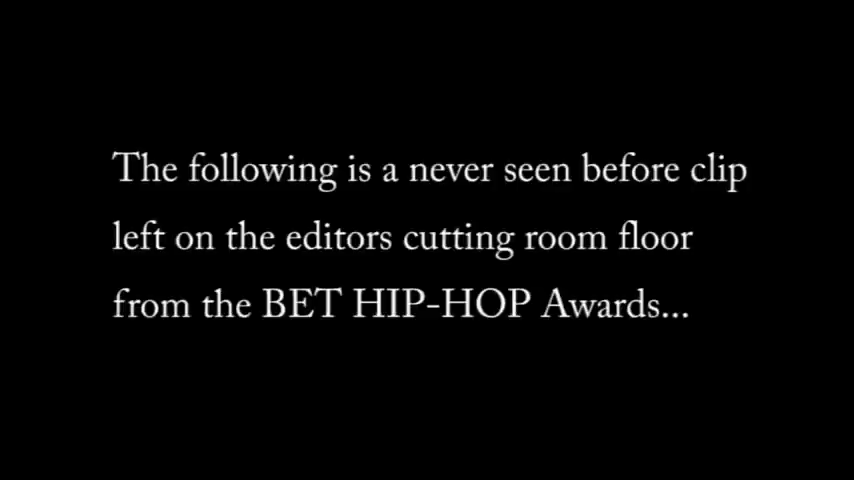 The following is a never seen before clip
left on the editors cutting room floor
from the BET HIP-HOP Awards...